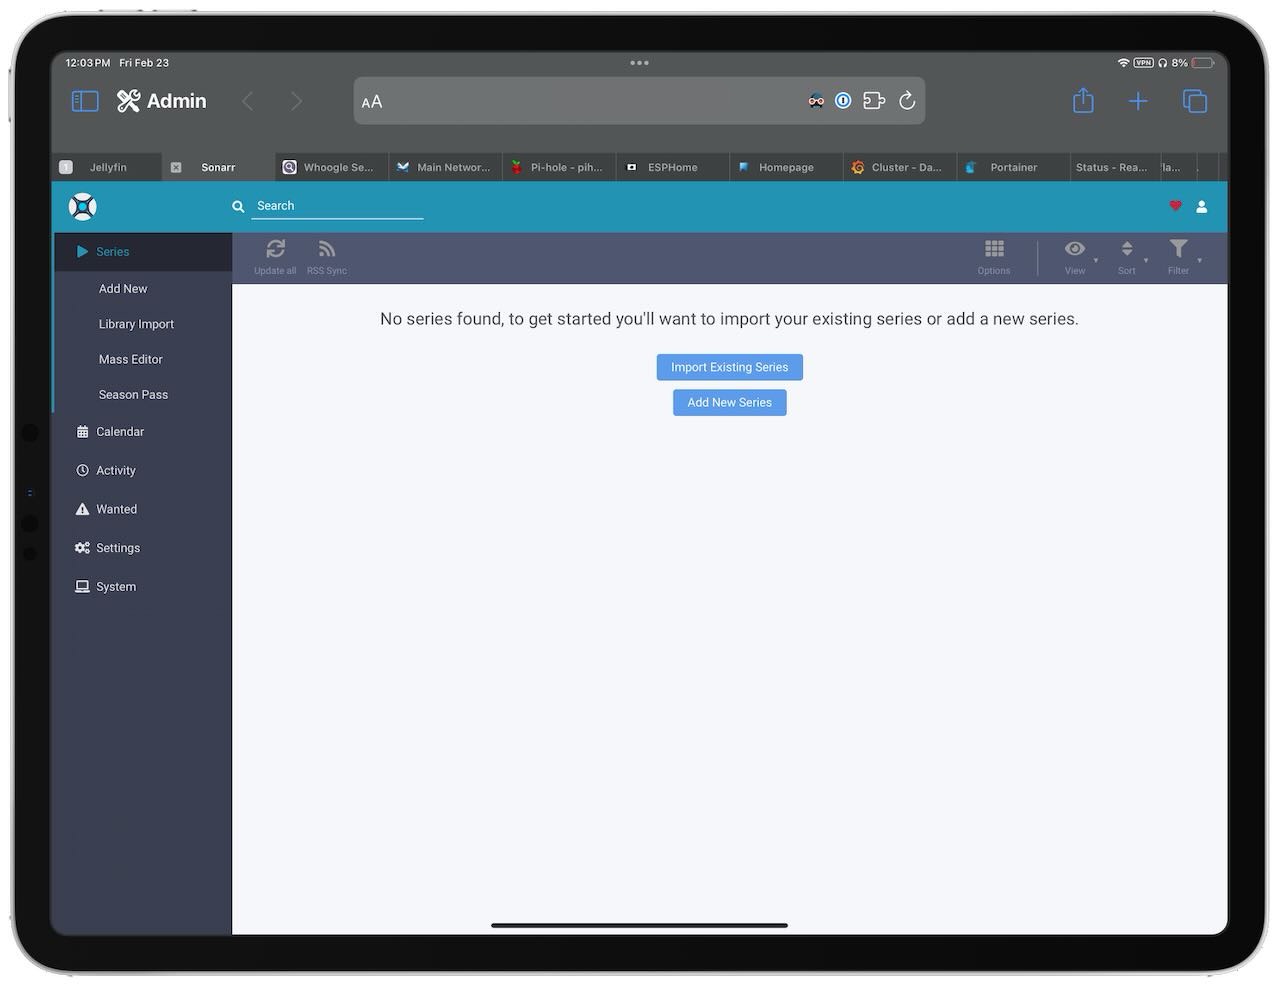 12:03 PM Fri Feb 23
VPN 8%
Admin
AA
1 Jellyfin
Sonarr
Whoogle Se...
Main Networ...
Pi-hole - pih...
ESPHome
Homepage
Cluster - Da...
Portainer
Status - Rea...
la...
Search
Series
Update all
RSS Sync
Options
View
Sort
Filter
Add New
Library Import
Mass Editor
Season Pass
Calendar
Activity
Wanted
Settings
System
No series found, to get started you'll want to import your existing series or add a new series.
Import Existing Series
Add New Series